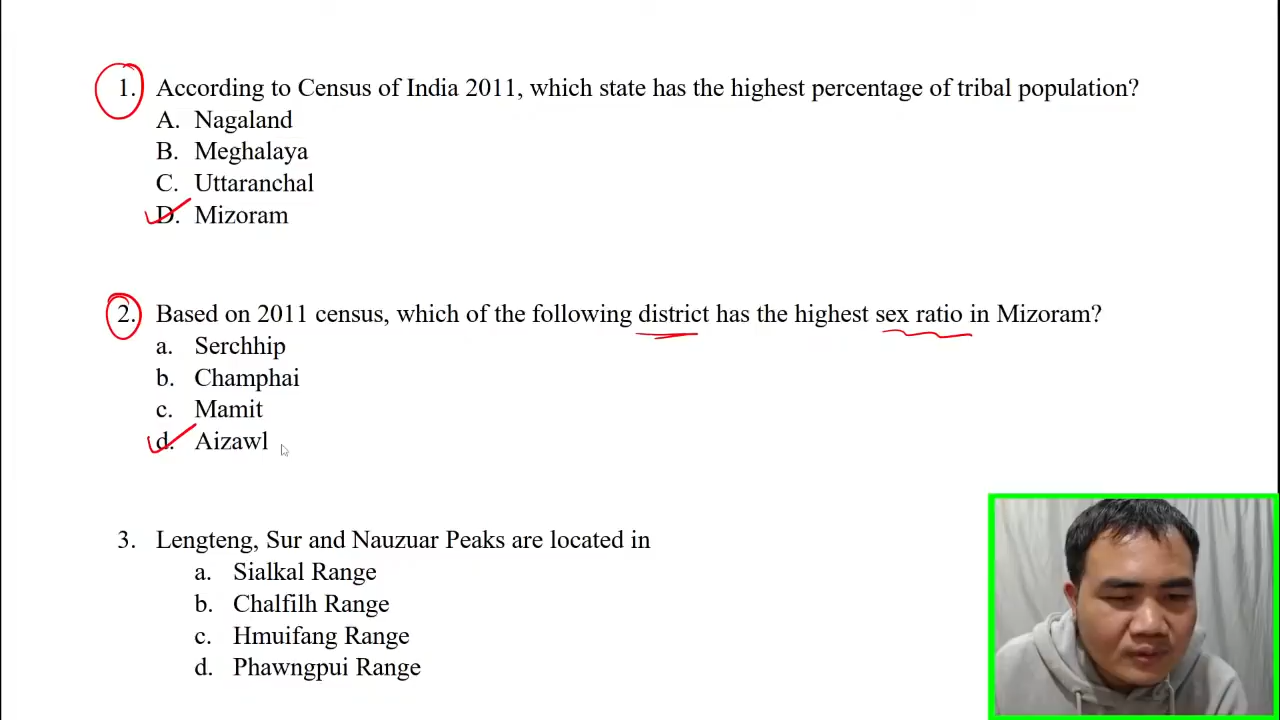 1. According to Census of India 2011, which state has the highest percentage of tribal population?
A. Nagaland
B. Meghalaya
C. Uttaranchal
D. Mizoram
2. Based on 2011 census, which of the following district has the highest sex ratio in Mizoram?
a. Serchhip
b. Champhai
c. Mamit
d. Aizawl
3. Lengteng, Sur and Nauzuar Peaks are located in
a. Sialkal Range
b. Chalfilh Range
c. Hmuifang Range
d. Phawngpui Range